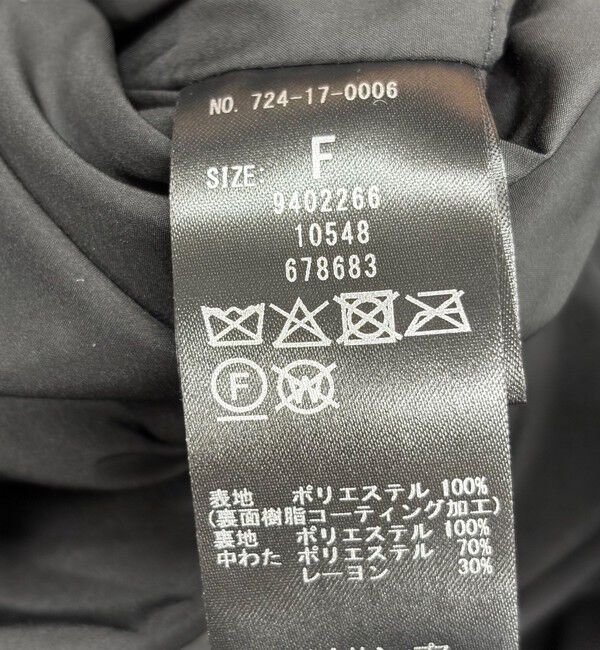 NO. 724-17-0006
SIZE: F
9402266
10548
678683
F
W
表地 ポリエステル 100%
(裏面樹脂コーティング加工)
裏地 ポリエステル 100%
中わた ポリエステル 70%
レーヨン 30%